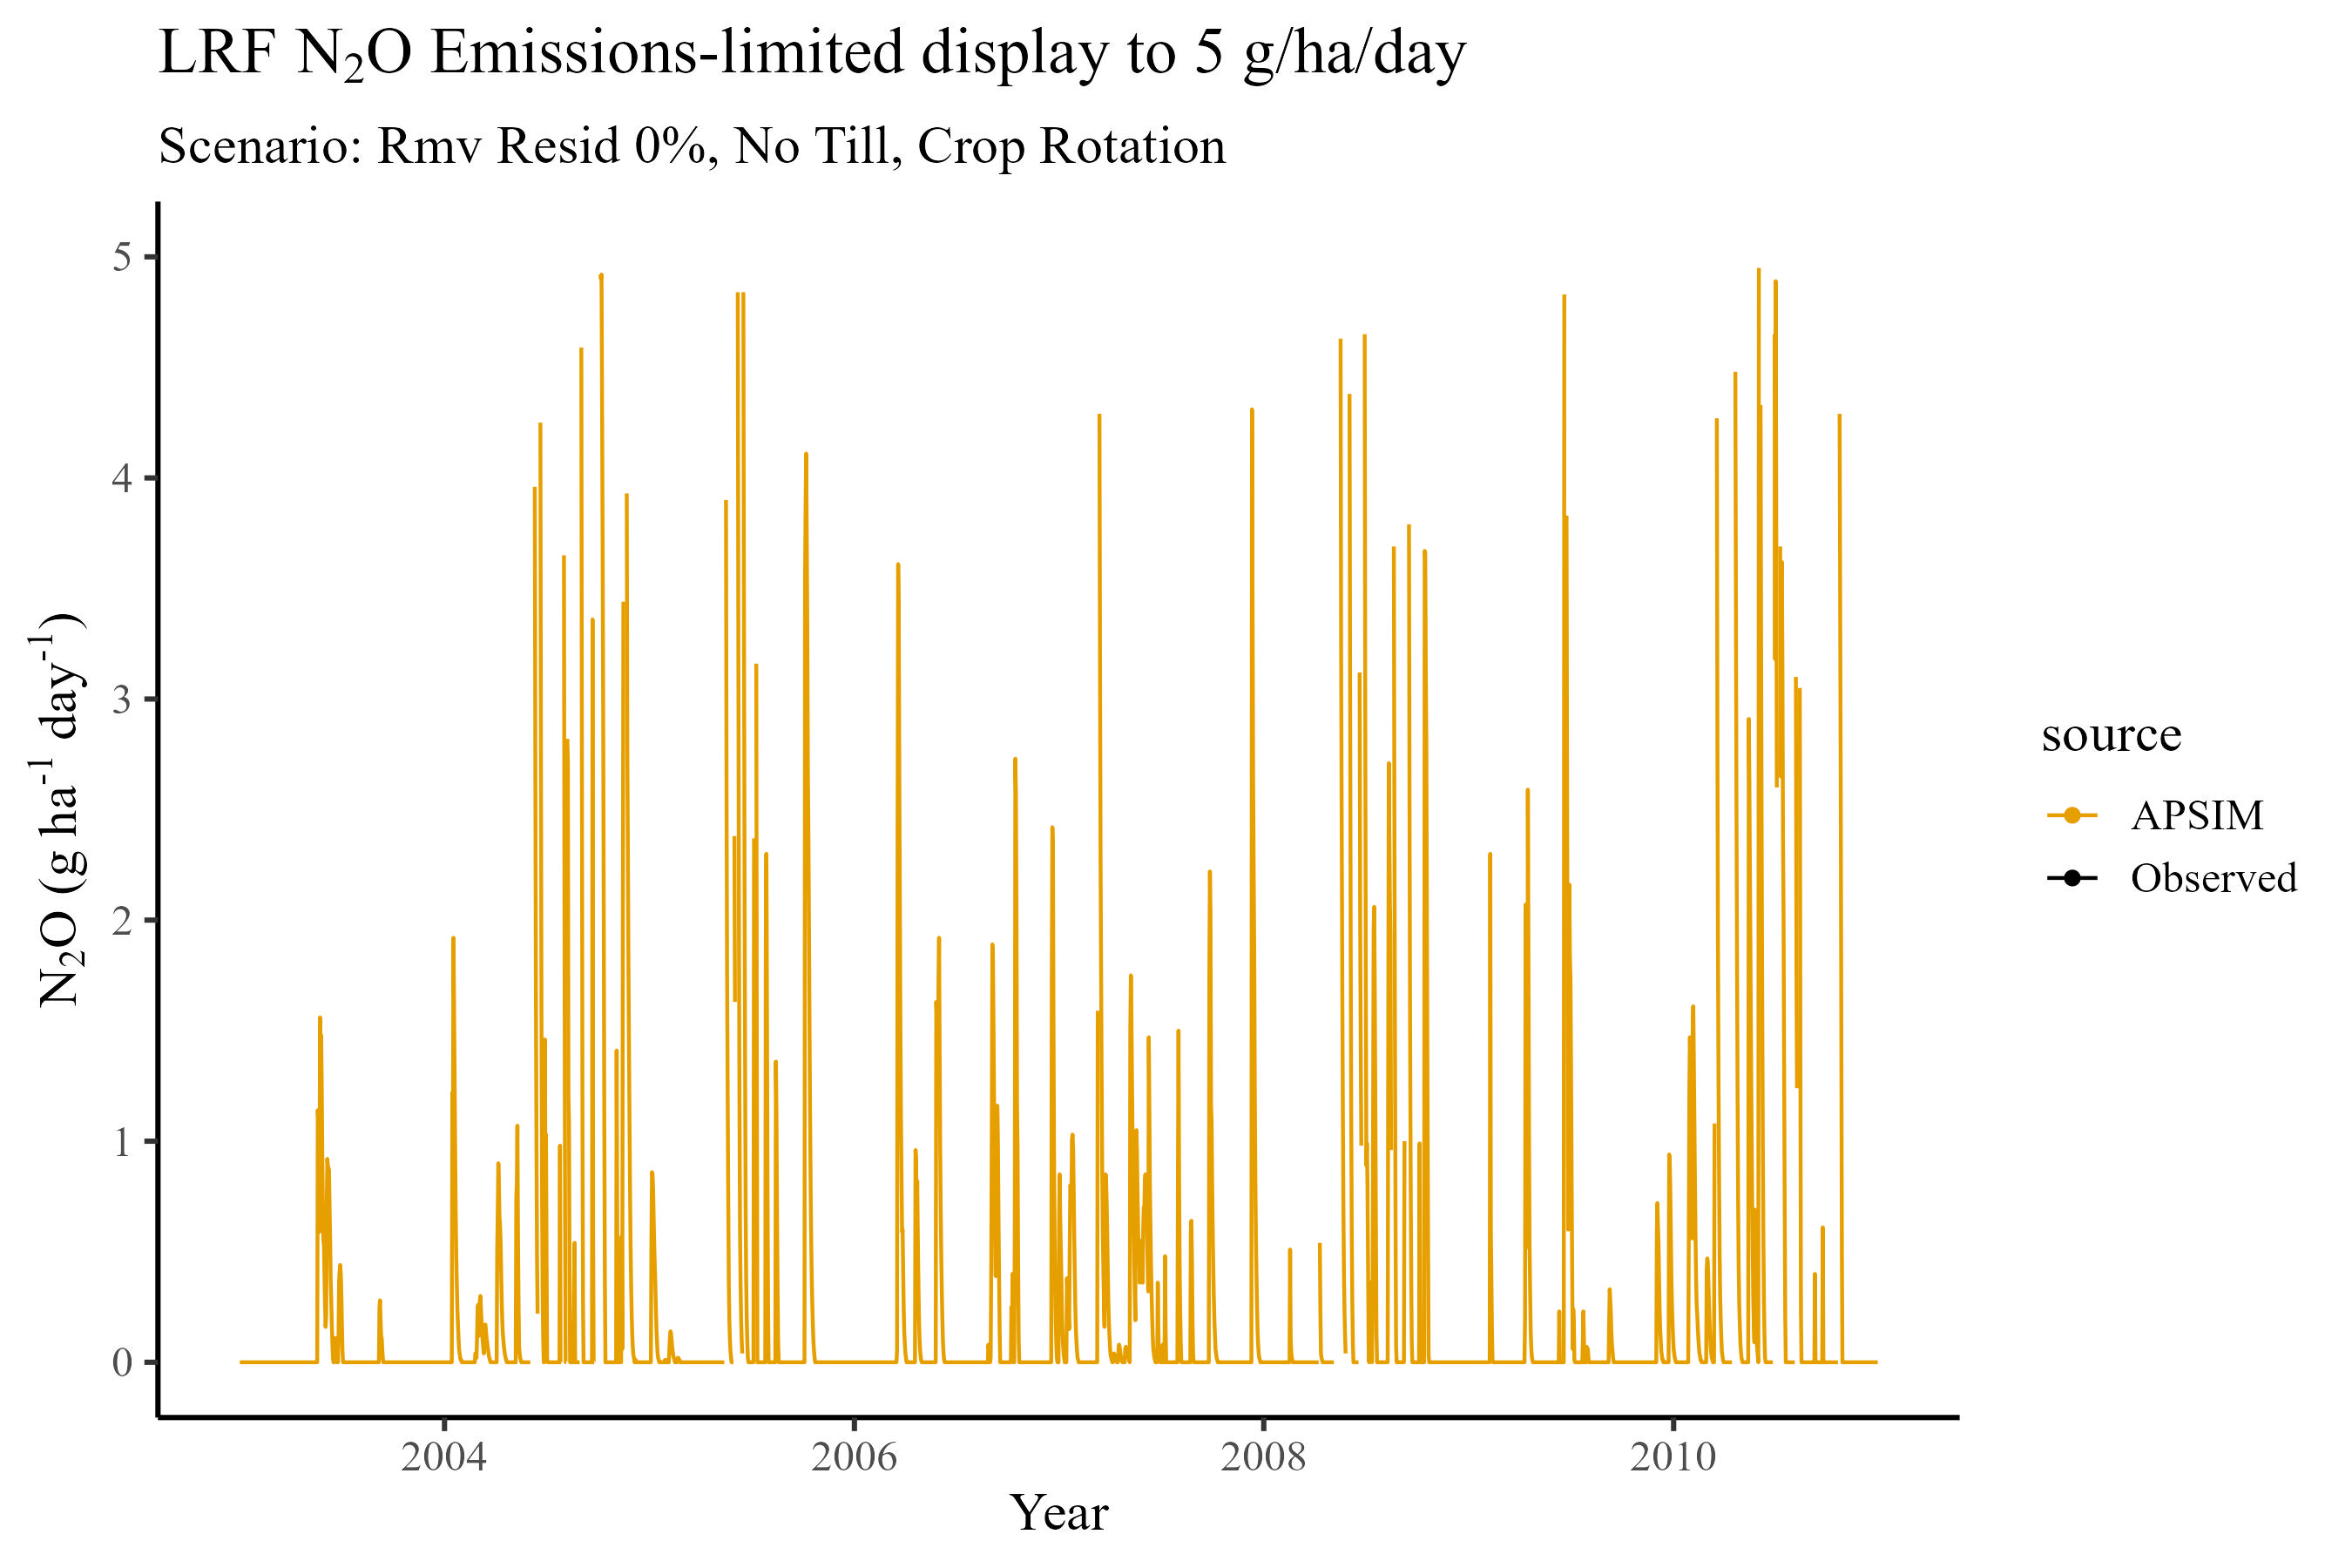 LRF N₂O Emissions-limited display to 5 g/ha/day
Scenario: Rmv Resid 0%, No Till, Crop Rotation
N₂O (g ha⁻¹ day⁻¹)
5
4
3
2
1
0
2004 2006 2008 2010
Year
source
APSIM
Observed